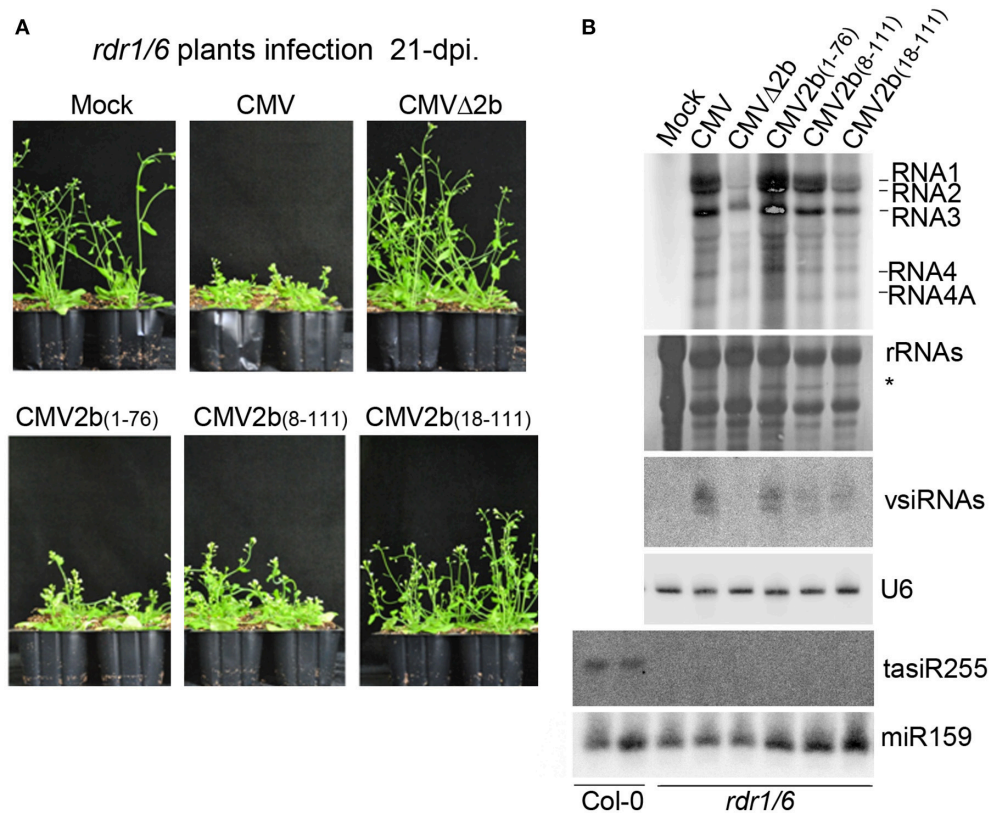 A
rdr1/6 plants infection 21-dpi.
Mock
CMV
CMVΔ2b
CMV2b(1-76)
CMV2b(8-111)
CMV2b(18-111)
B
Mock
CMV
CMVΔ2b
CMV2b(1-76)
CMV2b(8-111)
CMV2b(18-111)
RNA1
RNA2
RNA3
RNA4
RNA4A
rRNAs
*
vsiRNAs
U6
tasiR255
miR159
Col-0
rdr1/6